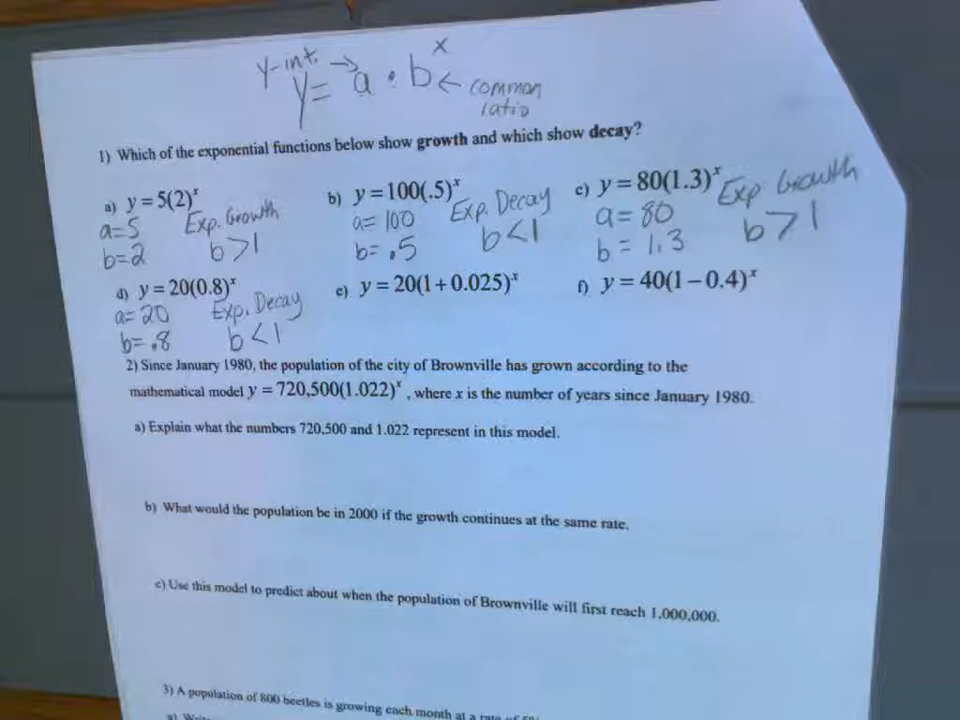 y-int. → y = a • b^x ← common
ratio
1) Which of the exponential functions below show growth and which show decay?
a) y = 5(2)^x
a=5 Exp. Growth
b=2 b>1
b) y = 100(.5)^x
a= 100 Exp. Decay
b= .5 b<1
c) y = 80(1.3)^x Exp Growth
a= 80
b= 1.3 b>1
d) y = 20(0.8)^x
a= 20 Exp. Decay
b= .8 b<1
e) y = 20(1+0.025)^x
f) y = 40(1−0.4)^x
2) Since January 1980, the population of the city of Brownville has grown according to the
mathematical model y = 720,500(1.022)^x, where x is the number of years since January 1980.
a) Explain what the numbers 720,500 and 1.022 represent in this model.
b) What would the population be in 2000 if the growth continues at the same rate.
c) Use this model to predict about when the population of Brownville will first reach 1,000,000.
3) A population of 800 beetles is growing each month at a rate of
a)